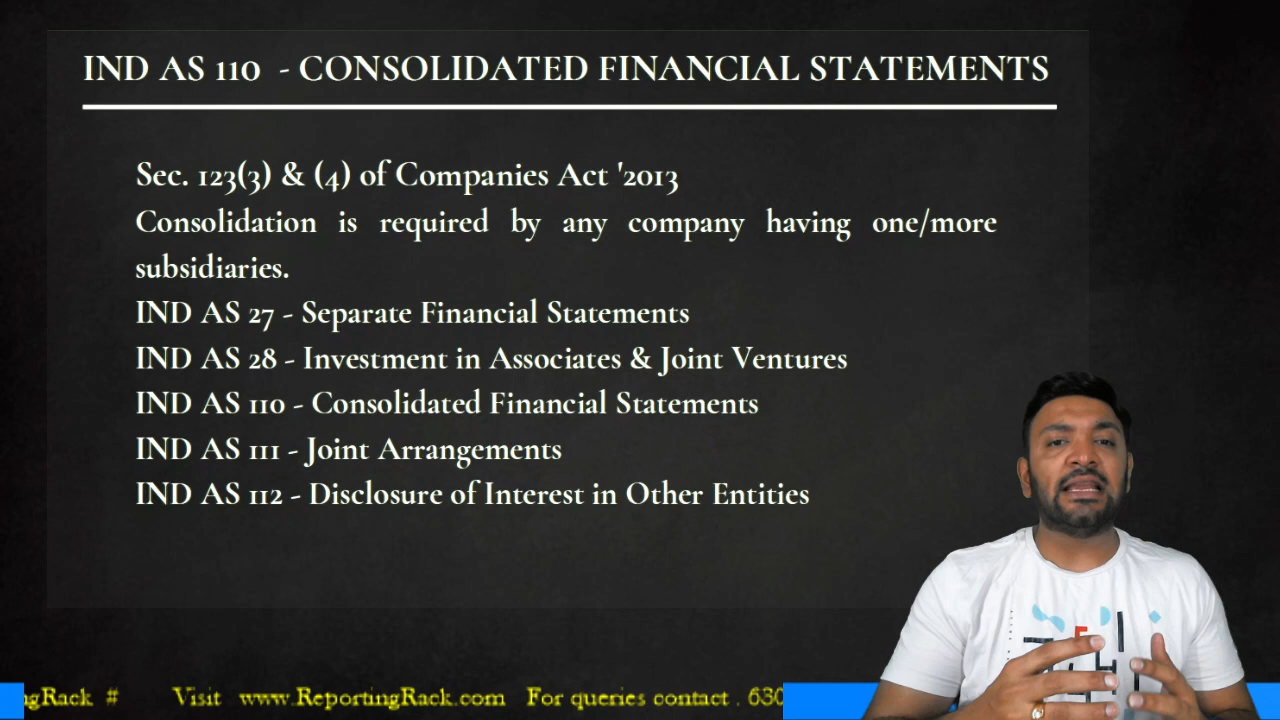 IND AS 110 - CONSOLIDATED FINANCIAL STATEMENTS
Sec. 123(3) & (4) of Companies Act '2013
Consolidation is required by any company having one/more
subsidiaries.
IND AS 27 - Separate Financial Statements
IND AS 28 - Investment in Associates & Joint Ventures
IND AS 110 - Consolidated Financial Statements
IND AS 111 - Joint Arrangements
IND AS 112 - Disclosure of Interest in Other Entities
ngRack # Visit www.ReportingRack.com For queries contact . 630